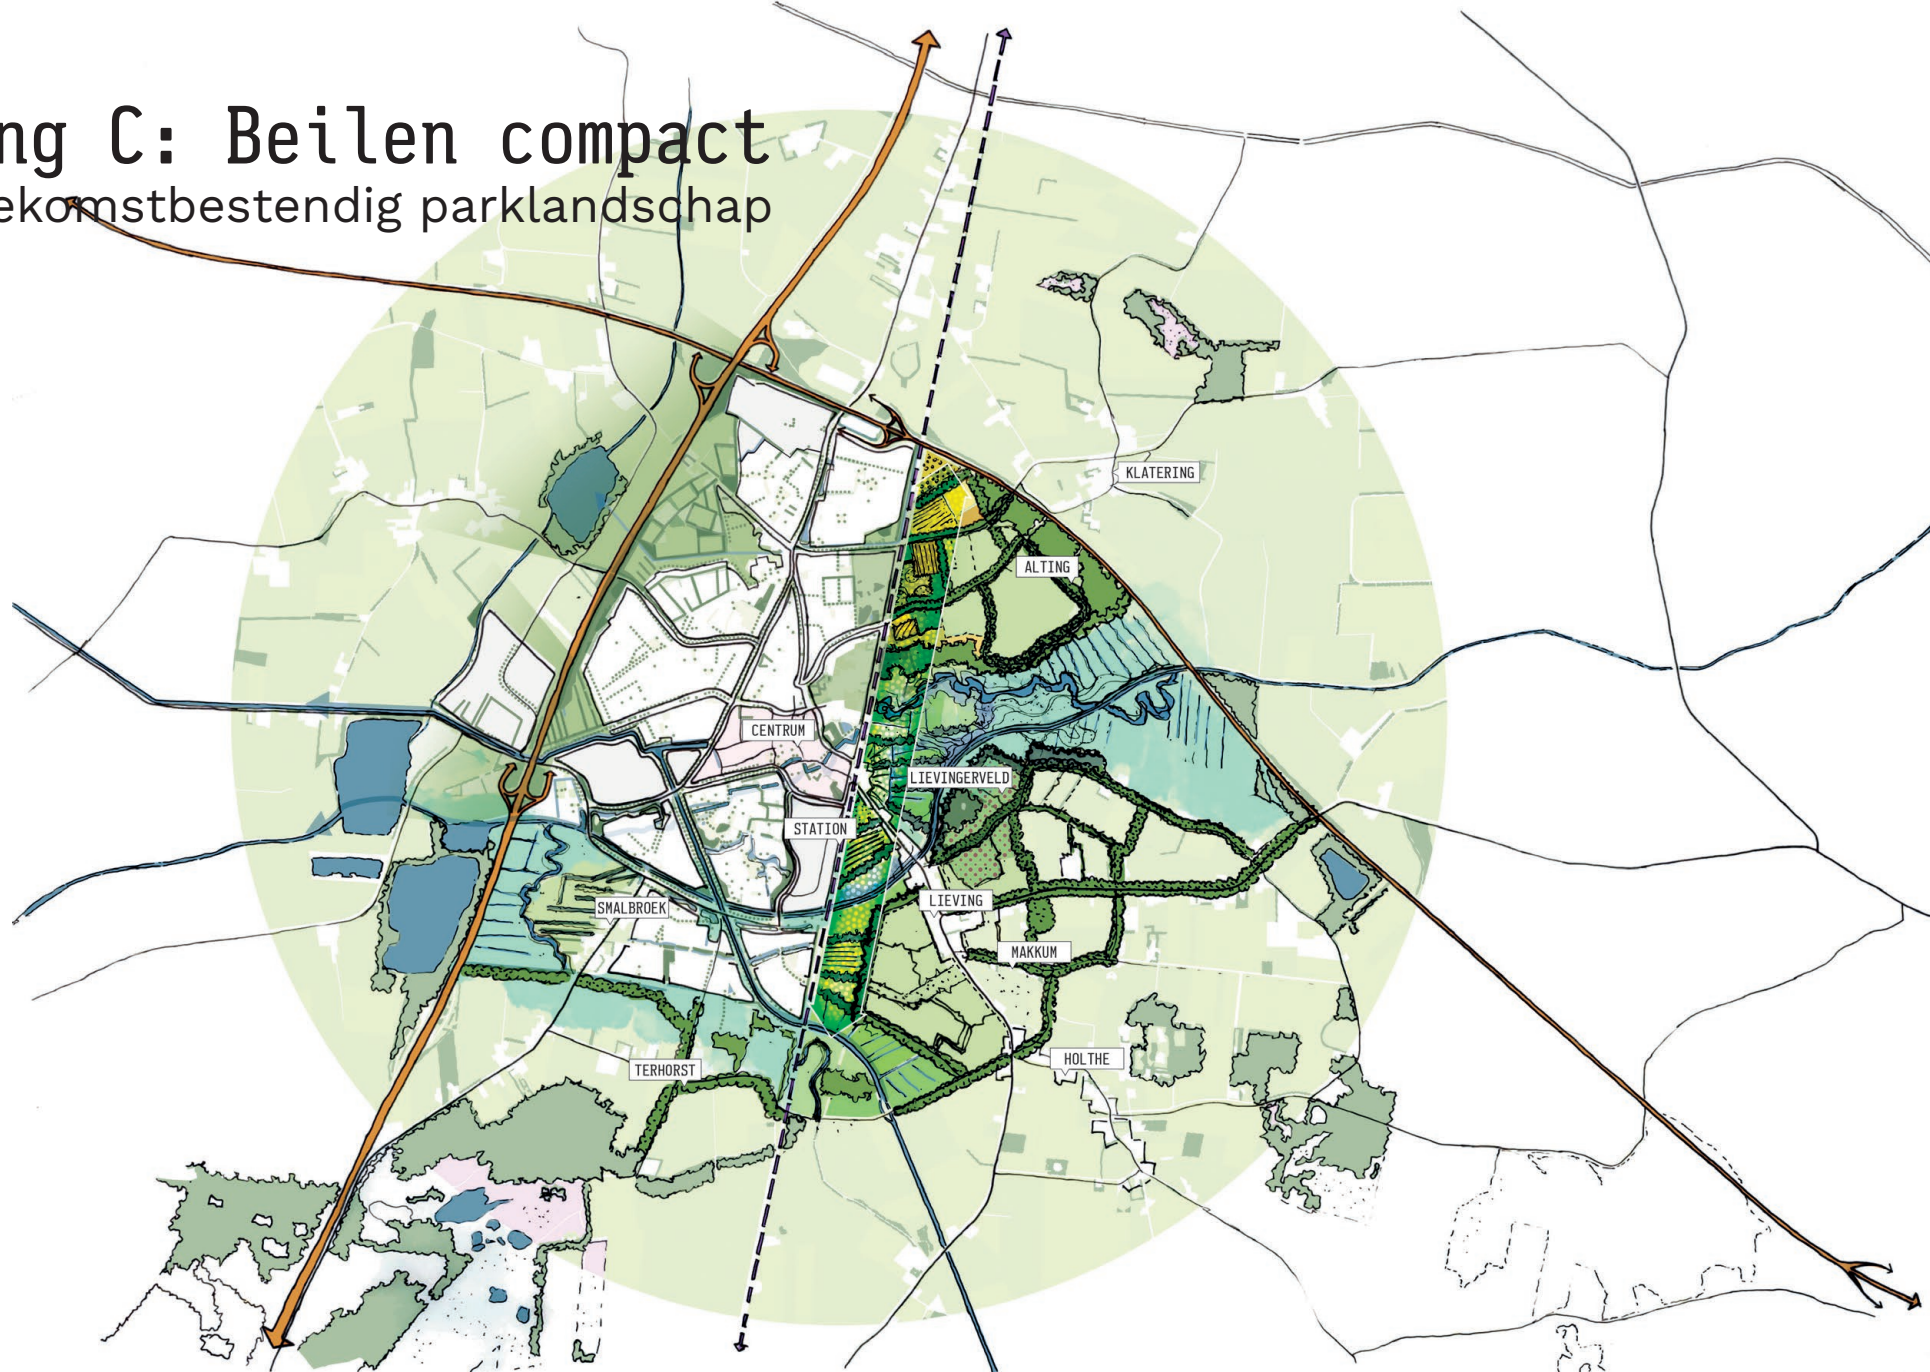 ng C: Beilen compact
ekomstbestendig parklandschap
KLATERING
ALTING
CENTRUM
LIEVINGERVELD
STATION
LIEVING
SMALBROEK
MAKKUM
HOLTHE
TERHORST